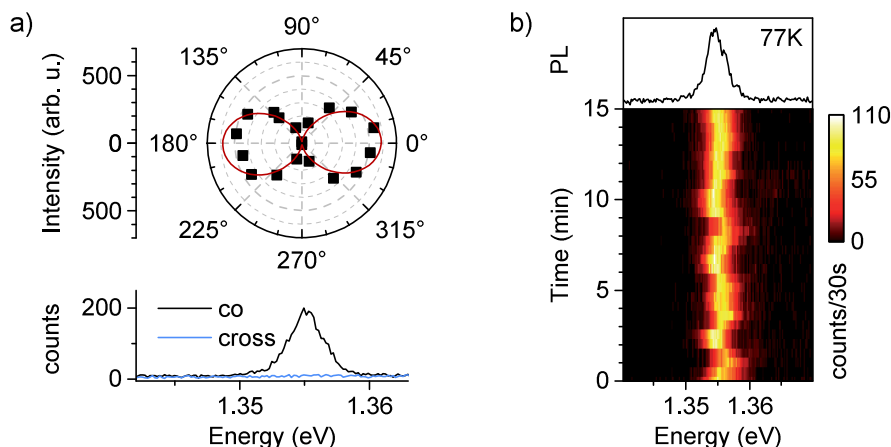 a)
90°
135°
45°
180°
0°
225°
315°
270°
Intensity (arb. u.)
500
0
500
counts
200
0
co
cross
1.35
1.36
Energy (eV)
b)
PL
77K
15
10
5
0
Time (min)
110
55
0
counts/30s
1.35
1.36
Energy (eV)